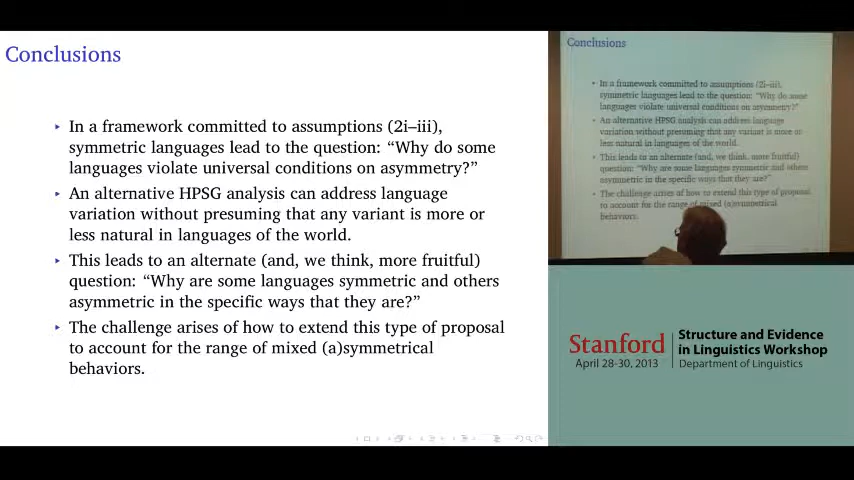 Conclusions
‣ In a framework committed to assumptions (2i–iii),
symmetric languages lead to the question: “Why do some
languages violate universal conditions on asymmetry?”
‣ An alternative HPSG analysis can address language
variation without presuming that any variant is more or
less natural in languages of the world.
‣ This leads to an alternate (and, we think, more fruitful)
question: “Why are some languages symmetric and others
asymmetric in the specific ways that they are?”
‣ The challenge arises of how to extend this type of proposal
to account for the range of mixed (a)symmetrical
behaviors.
Conclusions
• In a framework committed to assumptions (2i–iii),
symmetric languages lead to the question: “Why do some
languages violate universal conditions on asymmetry?”
• An alternative HPSG analysis can address language
variation without presuming that any variant is more or
less natural in languages of the world.
• This leads to an alternate (and, we think, more fruitful)
question: “Why are some languages symmetric and others
asymmetric in the specific ways that they are?”
• The challenge arises of how to extend this type of proposal
to account for the range of mixed (a)symmetrical
behaviors.
Stanford
April 28-30, 2013
Structure and Evidence
in Linguistics Workshop
Department of Linguistics